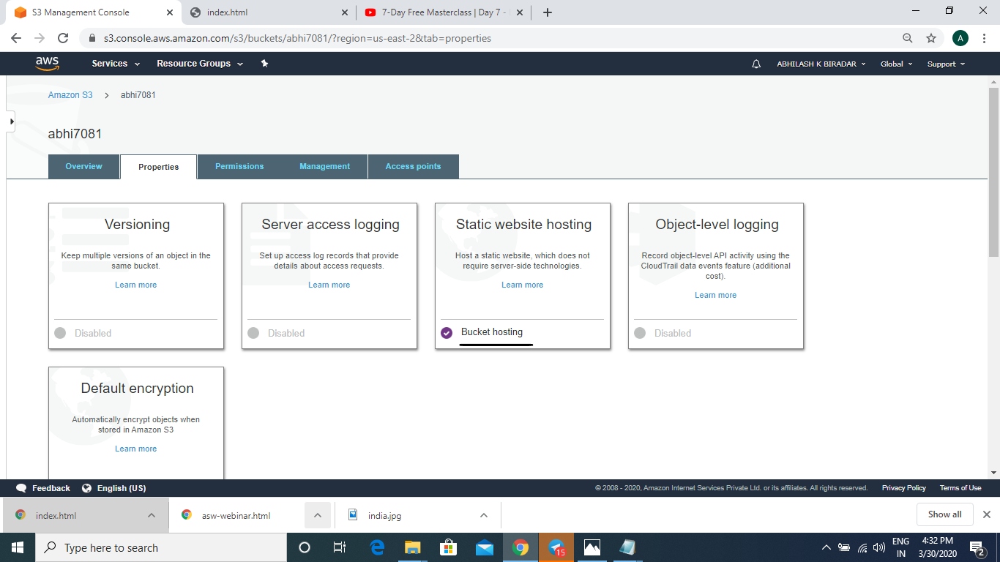 S3 Management Console
index.html
7-Day Free Masterclass | Day 7 -
s3.console.aws.amazon.com/s3/buckets/abhi7081/?region=us-east-2&tab=properties
A
aws
Services
Resource Groups
ABHILASH K BIRADAR
Global
Support
Amazon S3 > abhi7081
abhi7081
Overview
Properties
Permissions
Management
Access points
Versioning
Keep multiple versions of an object in the
same bucket.
Learn more
Disabled
Server access logging
Set up access log records that provide
details about access requests.
Learn more
Disabled
Static website hosting
Host a static website, which does not
require server-side technologies.
Learn more
Bucket hosting
Object-level logging
Record object-level API activity using the
CloudTrail data events feature (additional
cost).
Learn more
Disabled
Default encryption
Automatically encrypt objects when
stored in Amazon S3
Learn more
Feedback
English (US)
© 2008 - 2020, Amazon Internet Services Private Ltd. or its affiliates. All rights reserved.
Privacy Policy
Terms of Use
index.html
asw-webinar.html
india.jpg
Show all
Type here to search
15
ENG
IN
4:32 PM
3/30/2020
2